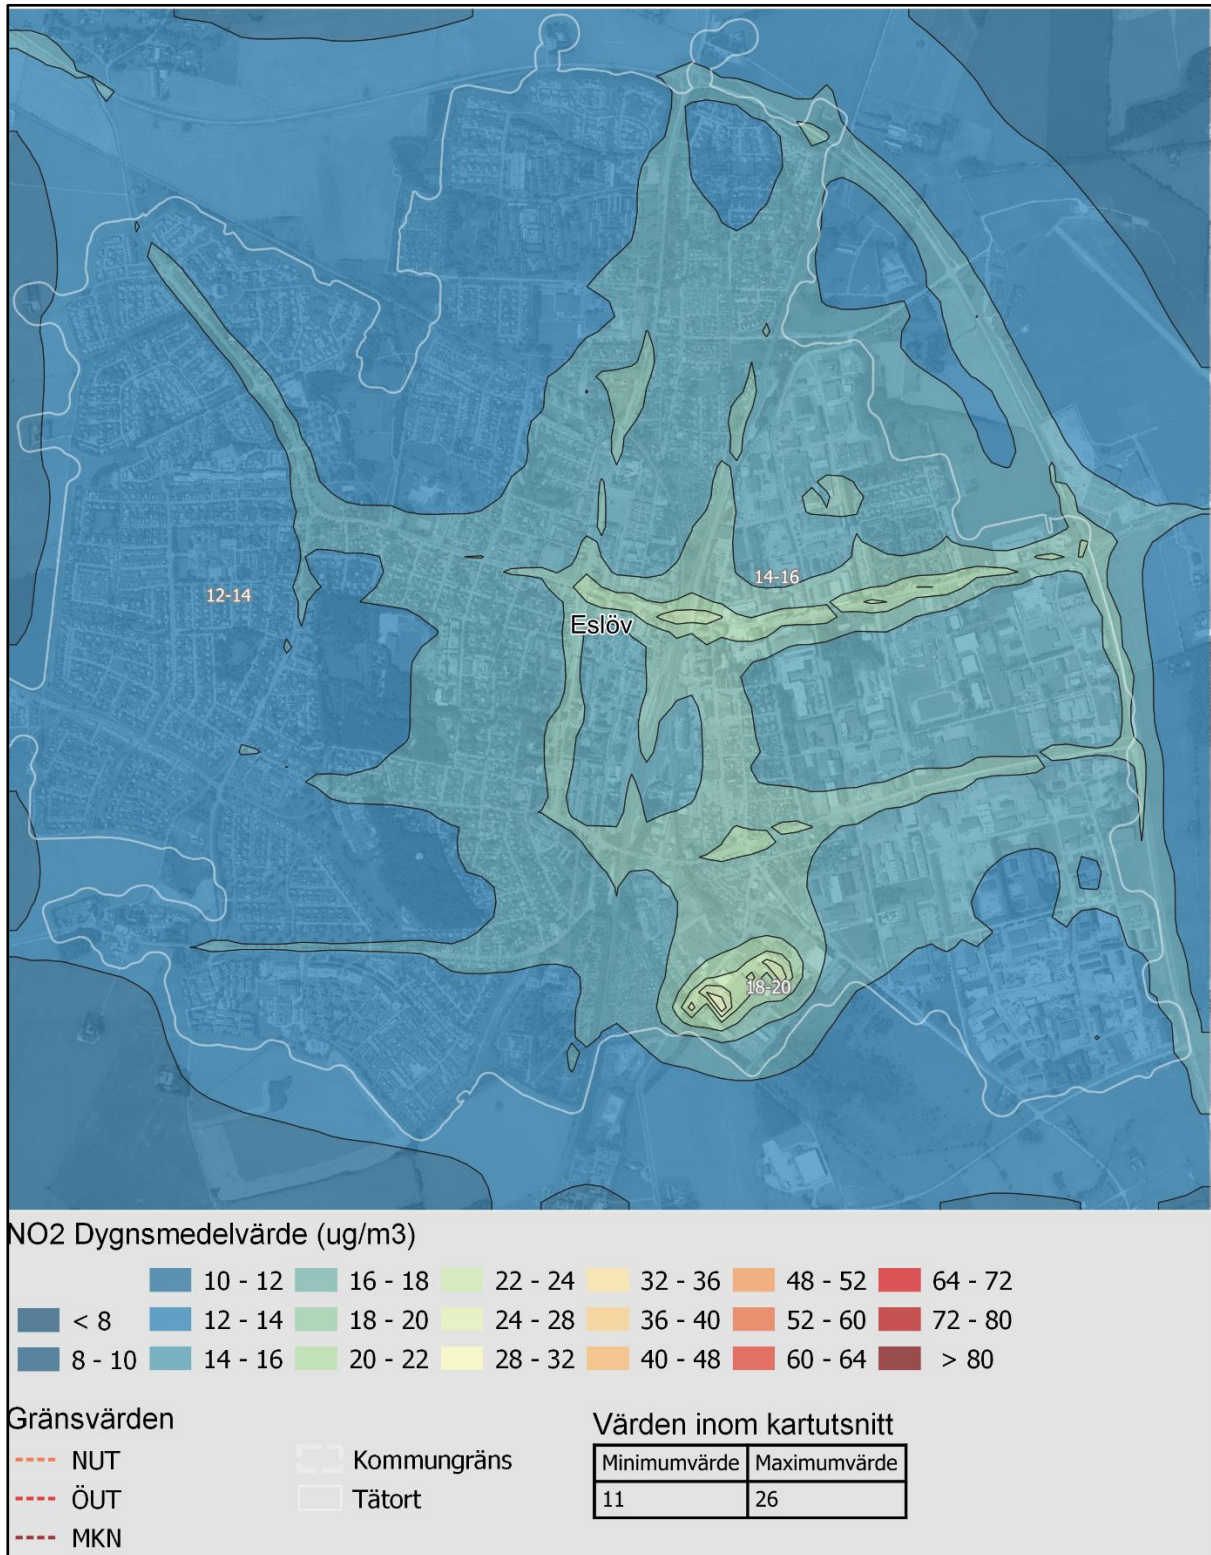 12-14
14-16
Eslöv
18-20
NO2 Dygnsmedelvärde (ug/m3)
10 - 12 16 - 18 22 - 24 32 - 36 48 - 52 64 - 72
< 8 12 - 14 18 - 20 24 - 28 36 - 40 52 - 60 72 - 80
8 - 10 14 - 16 20 - 22 28 - 32 40 - 48 60 - 64 > 80
Gränsvärden
NUT
ÖUT
MKN
Kommungräns
Tätort
Värden inom kartutsnitt
Minimumvärde Maximumvärde
11 26